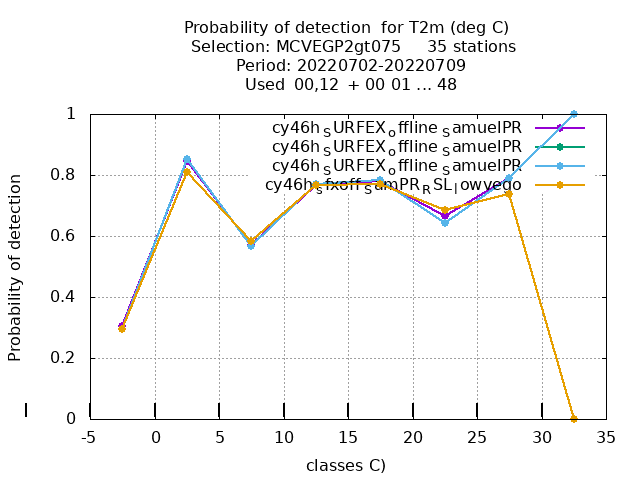 Probability of detection  for T2m (deg C)
Selection: MCVEGP2gt075     35 stations
Period: 20220702-20220709
Used  00,12  + 00 01 ... 48
cy46h_SURFEX_offline_SamuelPR
cy46h_SURFEX_offline_SamuelPR
cy46h_SURFEX_offline_SamuelPR
cy46h_sfxoff_SamPR_RSL_lowvego
Probability of detection
1
0.8
0.6
0.4
0.2
0
-5 0 5 10 15 20 25 30 35
classes C)